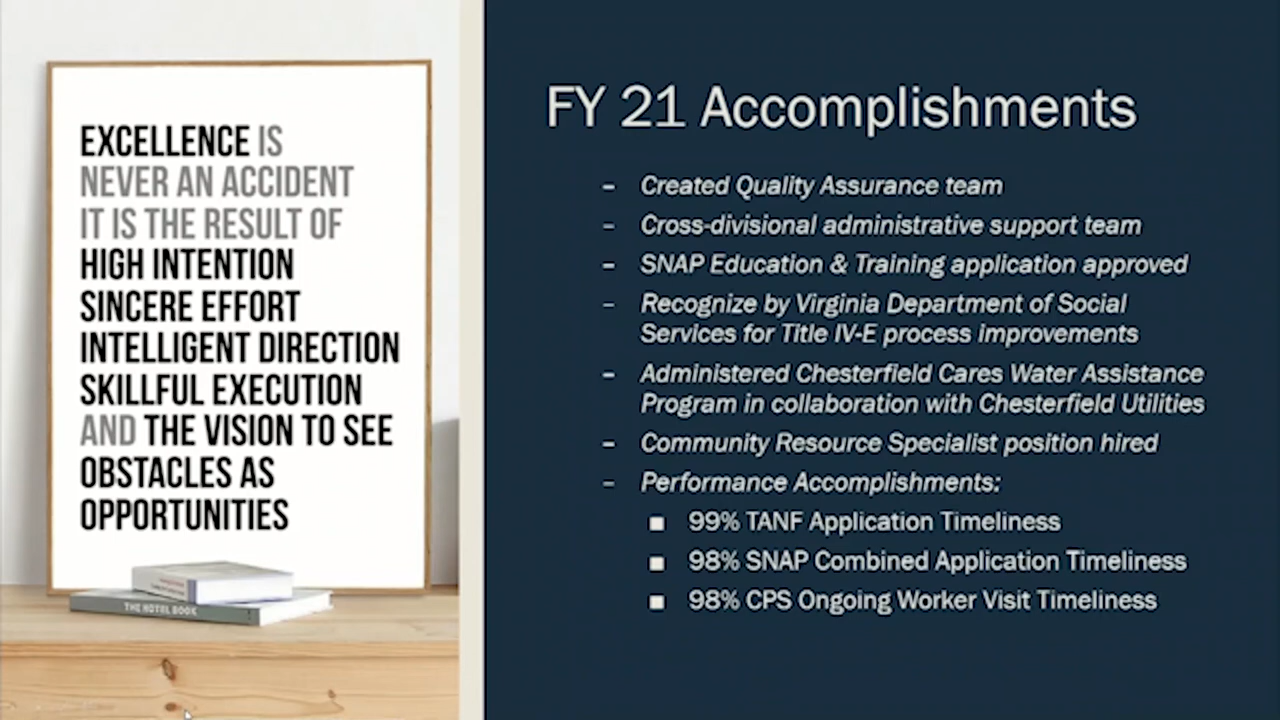 EXCELLENCE IS
NEVER AN ACCIDENT
IT IS THE RESULT OF
HIGH INTENTION
SINCERE EFFORT
INTELLIGENT DIRECTION
SKILLFUL EXECUTION
AND THE VISION TO SEE
OBSTACLES AS
OPPORTUNITIES
THE HOTEL BOOK
FY 21 Accomplishments
– Created Quality Assurance team
– Cross-divisional administrative support team
– SNAP Education & Training application approved
– Recognize by Virginia Department of Social
Services for Title IV-E process improvements
– Administered Chesterfield Cares Water Assistance
Program in collaboration with Chesterfield Utilities
– Community Resource Specialist position hired
– Performance Accomplishments:
■ 99% TANF Application Timeliness
■ 98% SNAP Combined Application Timeliness
■ 98% CPS Ongoing Worker Visit Timeliness